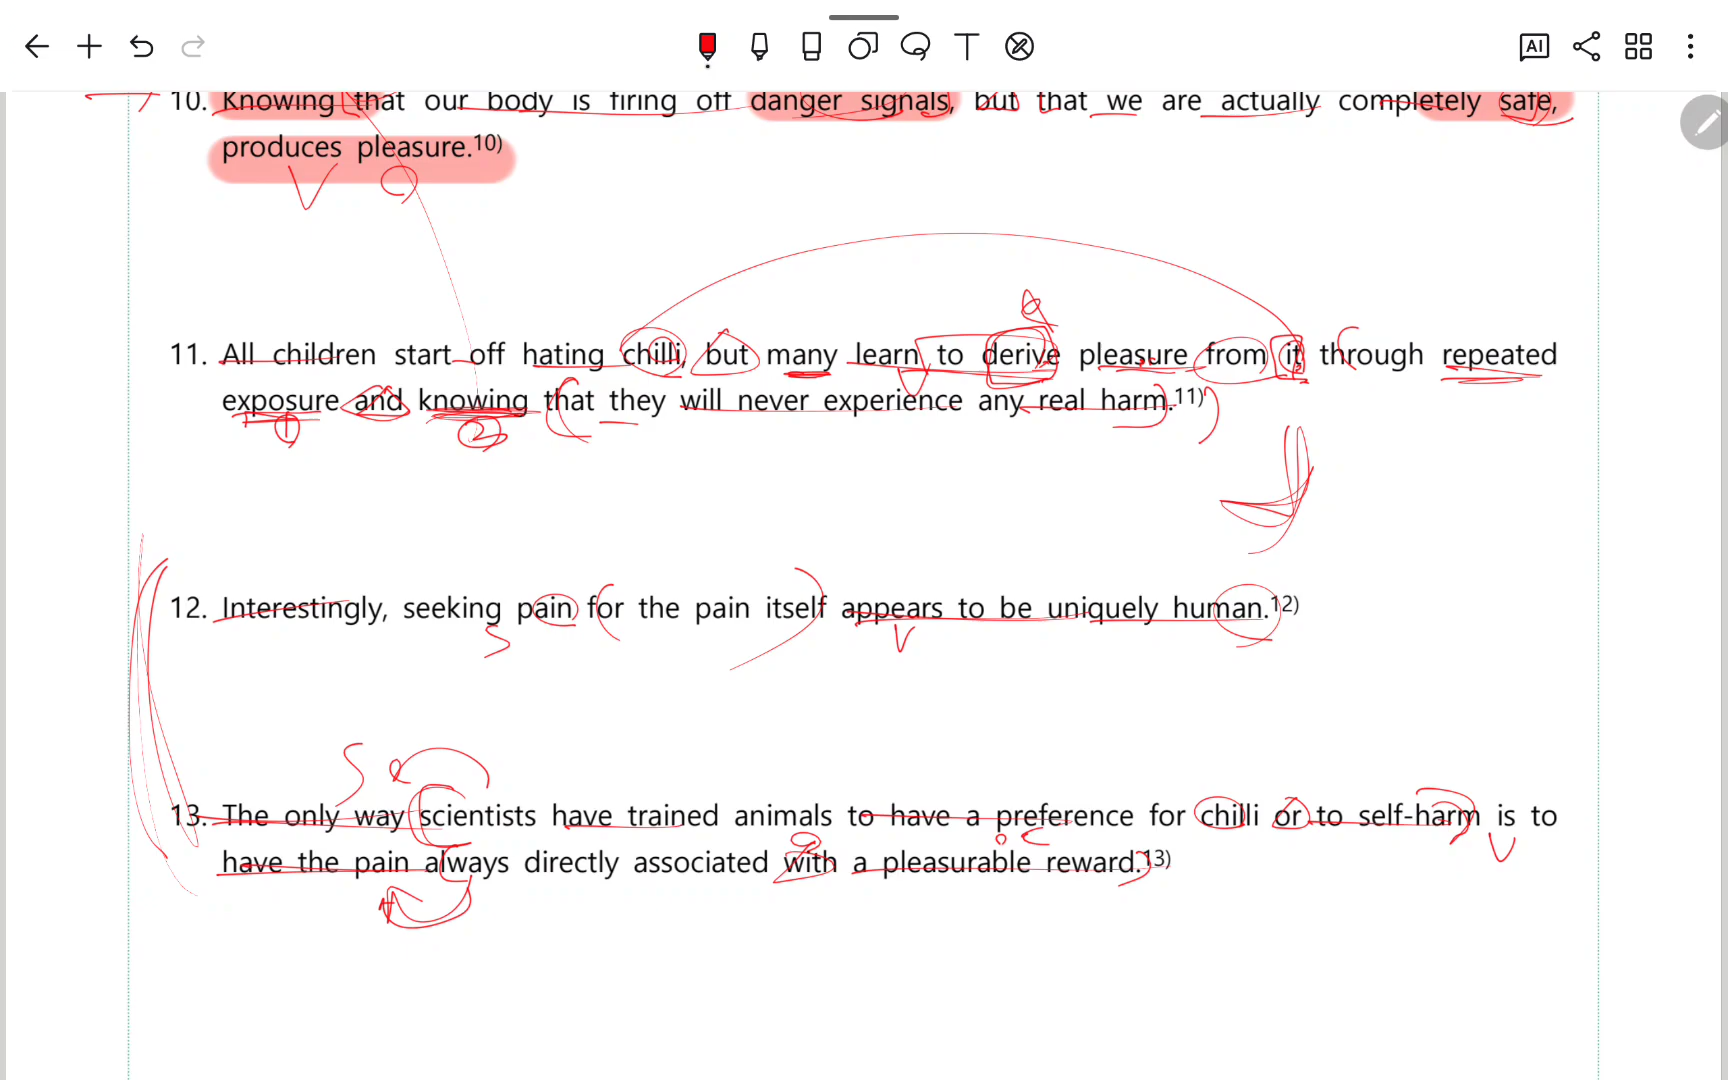 AI
10. Knowing that our body is firing off danger signals, but that we are actually completely safe,
produces pleasure.10)
V O
11. All children start off hating chilli, but many learn to derive pleasure from it through repeated
exposure and knowing that they will never experience any real harm.11)
V
① ②
12. Interestingly, seeking pain for the pain itself appears to be uniquely human.12)
S V
S
13. The only way scientists have trained animals to have a preference for chilli or to self-harm is to
V
have the pain always directly associated with a pleasurable reward.13)